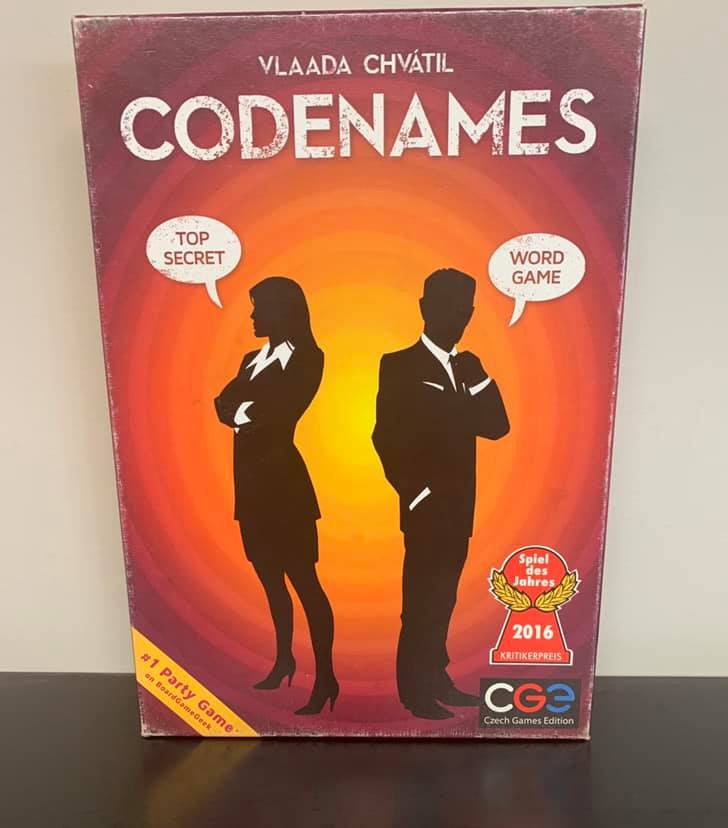 VLAADA CHVÁTIL
CODENAMES
TOP
SECRET
WORD
GAME
Spiel
des
Jahres
2016
KRITIKERPREIS
#1 Party Game
on BoardGameGeek
CGE
Czech Games Edition